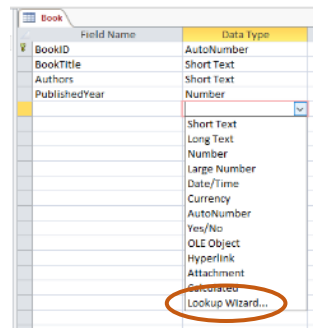 Book
Field Name Data Type
BookID AutoNumber
BookTitle Short Text
Authors Short Text
PublishedYear Number
Short Text
Long Text
Number
Large Number
Date/Time
Currency
AutoNumber
Yes/No
OLE Object
Hyperlink
Attachment
Calculated
Lookup Wizard...